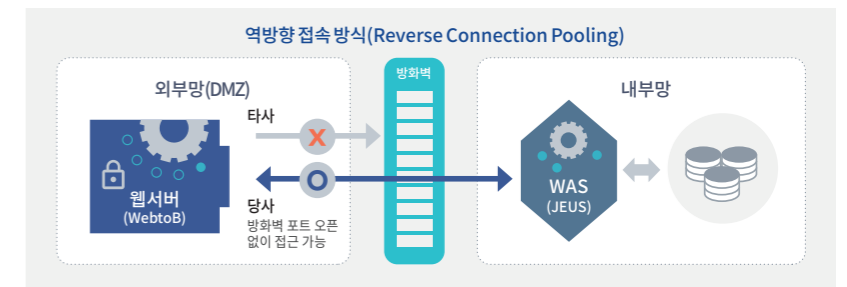 역방향 접속 방식(Reverse Connection Pooling)
외부망(DMZ)
방화벽
내부망
타사
X
O
웹서버
(WebtoB)
당사
방화벽 포트 오픈
없이 접근 가능
WAS
(JEUS)